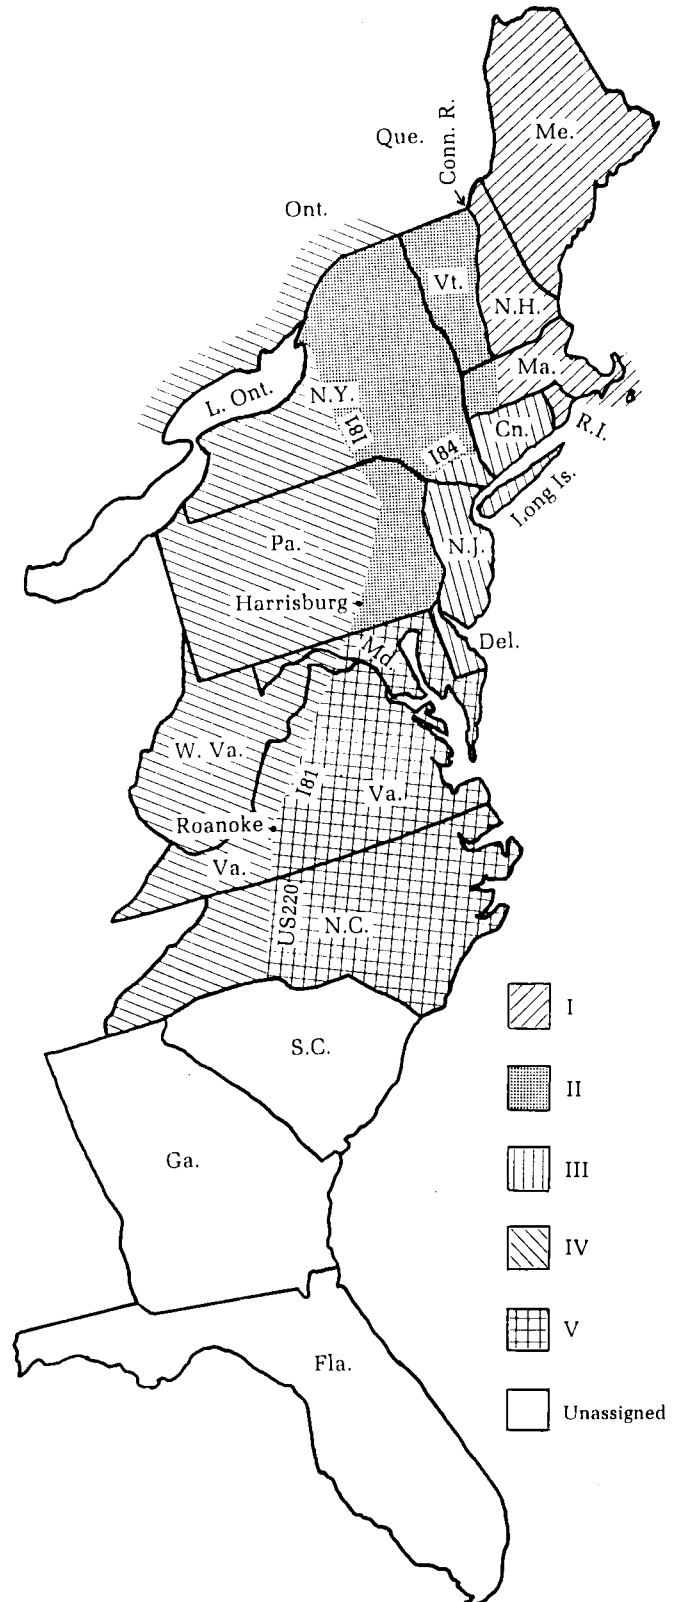 Me.
Que.
Conn. R.
Ont.
Vt.
N.H.
Ma.
L. Ont.
N.Y.
I81
I84
Cn.
R.I.
Long Is.
Pa.
N.J.
Harrisburg
Md.
Del.
W. Va.
I81
Va.
Roanoke
Va.
US220
N.C.
S.C.
Ga.
Fla.
I
II
III
IV
V
Unassigned